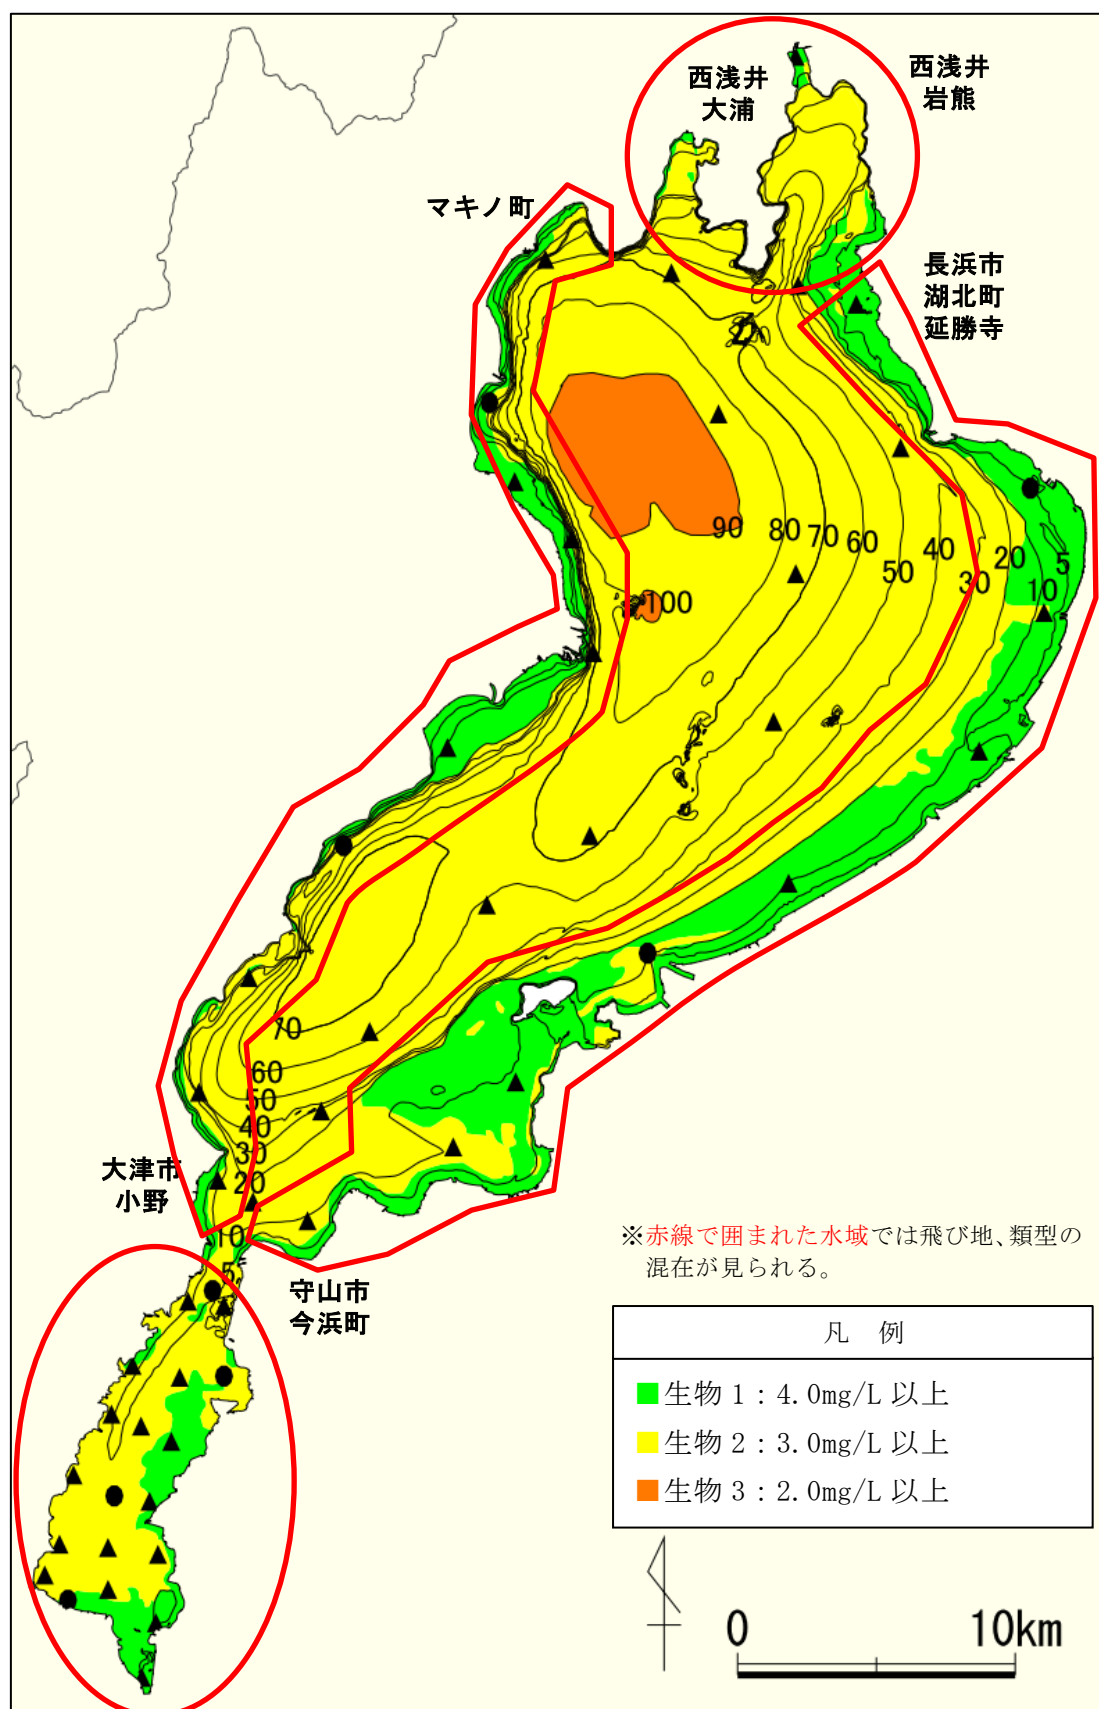 西浅井
大浦
西浅井
岩熊
マキノ町
長浜市
湖北町
延勝寺
90
80
70
60
50
40
30
20
10
5
100
70
60
50
40
30
20
10
5
大津市
小野
守山市
今浜町
※赤線で囲まれた水域では飛び地、類型の
混在が見られる。
凡 例
生物 1：4.0mg/L 以上
生物 2：3.0mg/L 以上
生物 3：2.0mg/L 以上
0 10km